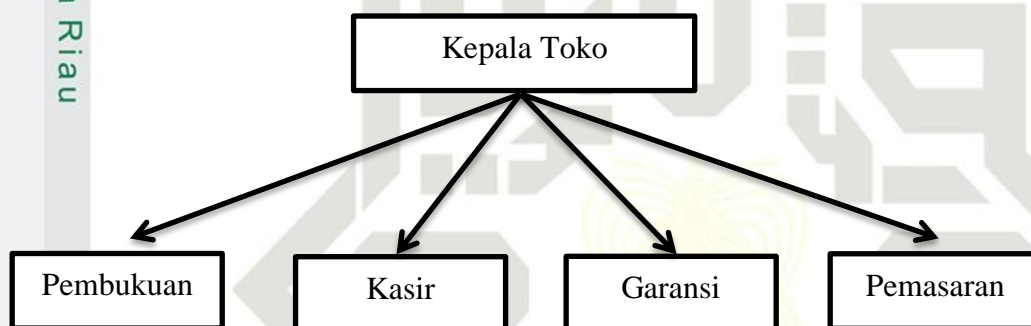 Riau
Kepala Toko
Pembukuan
Kasir
Garansi
Pemasaran